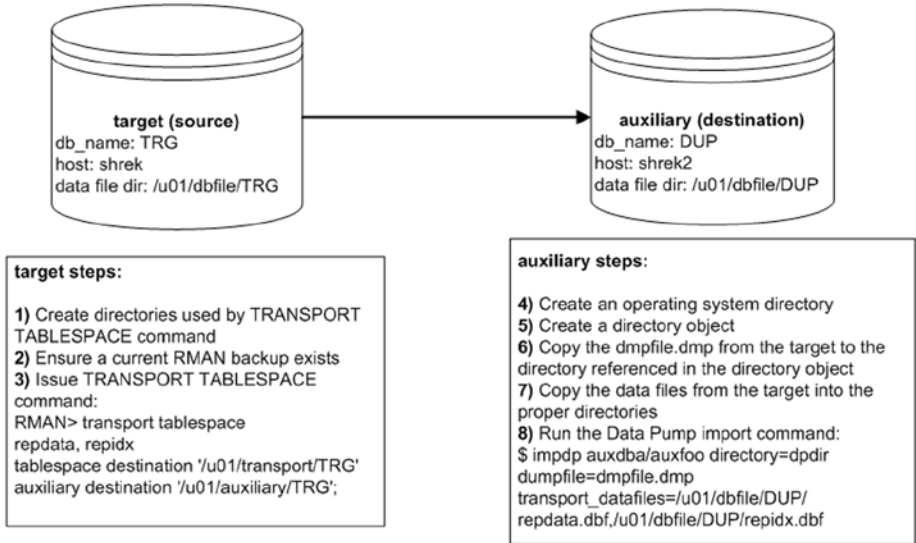 target (source)
db_name: TRG
host: shrek
data file dir: /u01/dbfile/TRG
auxiliary (destination)
db_name: DUP
host: shrek2
data file dir: /u01/dbfile/DUP
target steps:
1) Create directories used by TRANSPORT
TABLESPACE command
2) Ensure a current RMAN backup exists
3) Issue TRANSPORT TABLESPACE
command:
RMAN> transport tablespace
repdata, repidx
tablespace destination '/u01/transport/TRG'
auxiliary destination '/u01/auxiliary/TRG';
auxiliary steps:
4) Create an operating system directory
5) Create a directory object
6) Copy the dmpfile.dmp from the target to the
directory referenced in the directory object
7) Copy the data files from the target into the
proper directories
8) Run the Data Pump import command:
$ impdp auxdba/auxfoo directory=dpdir
dumpfile=dmpfile.dmp
transport_datafiles=/u01/dbfile/DUP/
repdata.dbf,/u01/dbfile/DUP/repidx.dbf